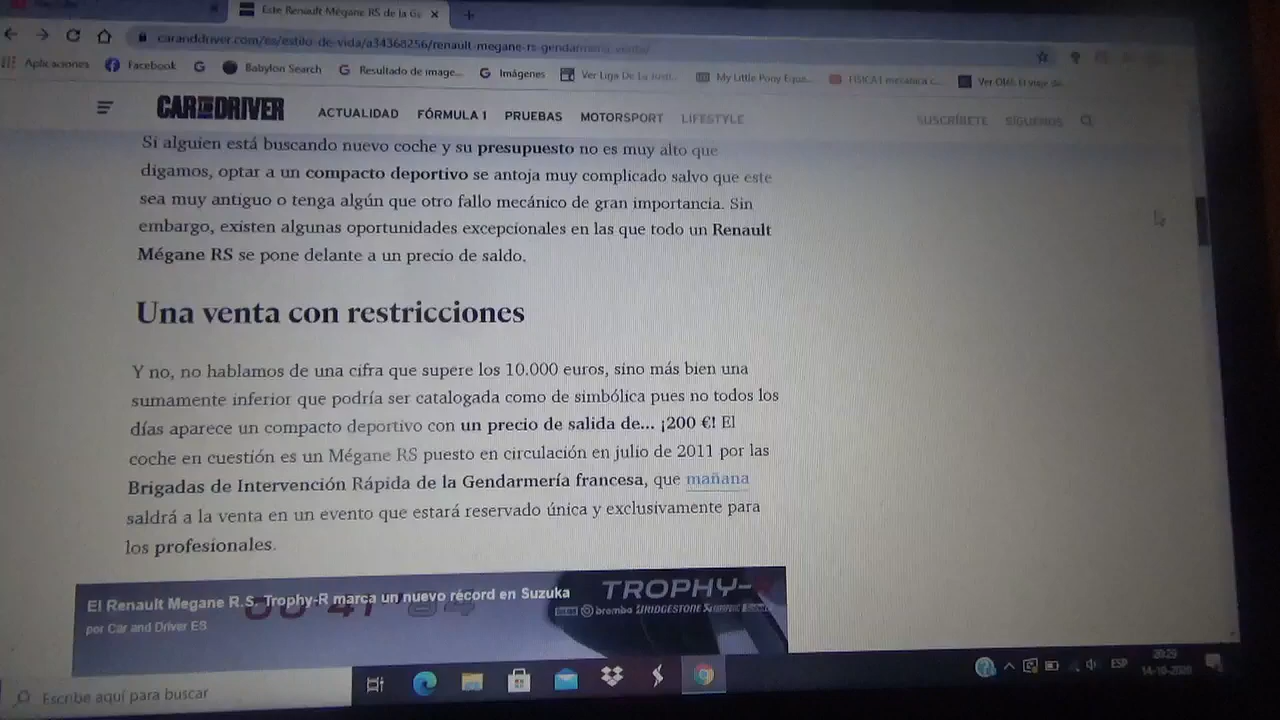 Este Renault Mégane RS de la Ge
caranddriver.com/es/estilo-de-vida/a34368256/renault-megane-rs-gendarmeria-venta/
Aplicaciones
Facebook
Babylon Search
Resultado de image...
Imágenes
Ver Liga De La Justi...
My Little Pony Equa...
FISICA | mecanica c...
CAR AND DRIVER
ACTUALIDAD
FÓRMULA 1
PRUEBAS
MOTORSPORT
LIFESTYLE
SUSCRÍBETE
SÍGUENOS
Si alguien está buscando nuevo coche y su presupuesto no es muy alto que
digamos, optar a un compacto deportivo se antoja muy complicado salvo que este
sea muy antiguo o tenga algún que otro fallo mecánico de gran importancia. Sin
embargo, existen algunas oportunidades excepcionales en las que todo un Renault
Mégane RS se pone delante a un precio de saldo.
Una venta con restricciones
Y no, no hablamos de una cifra que supere los 10.000 euros, sino más bien una
sumamente inferior que podría ser catalogada como de simbólica pues no todos los
días aparece un compacto deportivo con un precio de salida de... ¡200 €! El
coche en cuestión es un Mégane RS puesto en circulación en julio de 2011 por las
Brigadas de Intervención Rápida de la Gendarmería francesa, que mañana
saldrá a la venta en un evento que estará reservado única y exclusivamente para
los profesionales.
El Renault Megane R.S. Trophy-R marca un nuevo récord en Suzuka
por Car and Driver ES
TROPHY-R
brembo BRIDGESTONE
Escribe aquí para buscar
ESP
20:29
14-10-2020